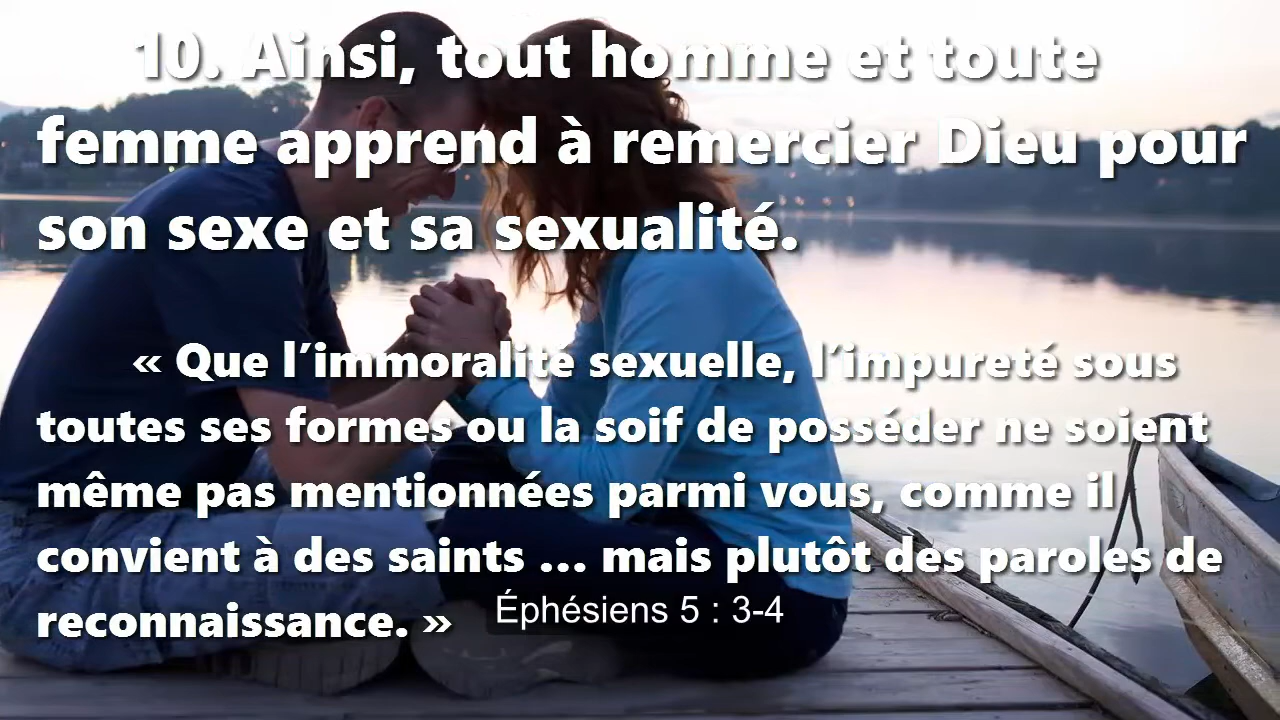 10. Ainsi, tout homme et toute
femme apprend à remercier Dieu pour
son sexe et sa sexualité.
« Que l’immoralité sexuelle, l’impureté sous
toutes ses formes ou la soif de posséder ne soient
même pas mentionnées parmi vous, comme il
convient à des saints … mais plutôt des paroles de
reconnaissance. » Éphésiens 5 : 3-4